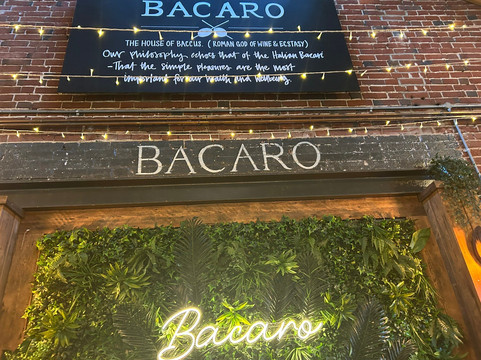 BACARO
THE HOUSE OF BACCUS. (ROMAN GOD OF WINE & ECSTASY)
Our philosophy echoes that of the Italian Bacari
-That the simple pleasures are the most
important for our health and wellbeing.
BACARO
Bacaro